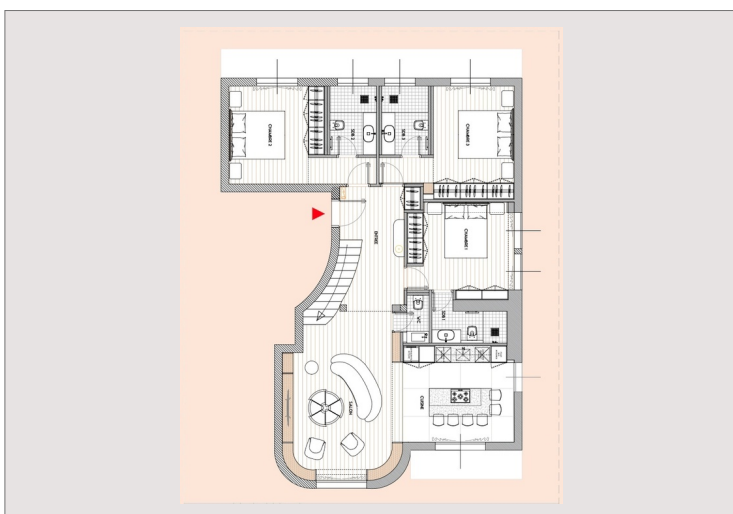 CHAMBRE 2
SDB 2
SDB 3
CHAMBRE 3
ENTREE
CHAMBRE 1
SDB 1
WC
SALON
CUISINE